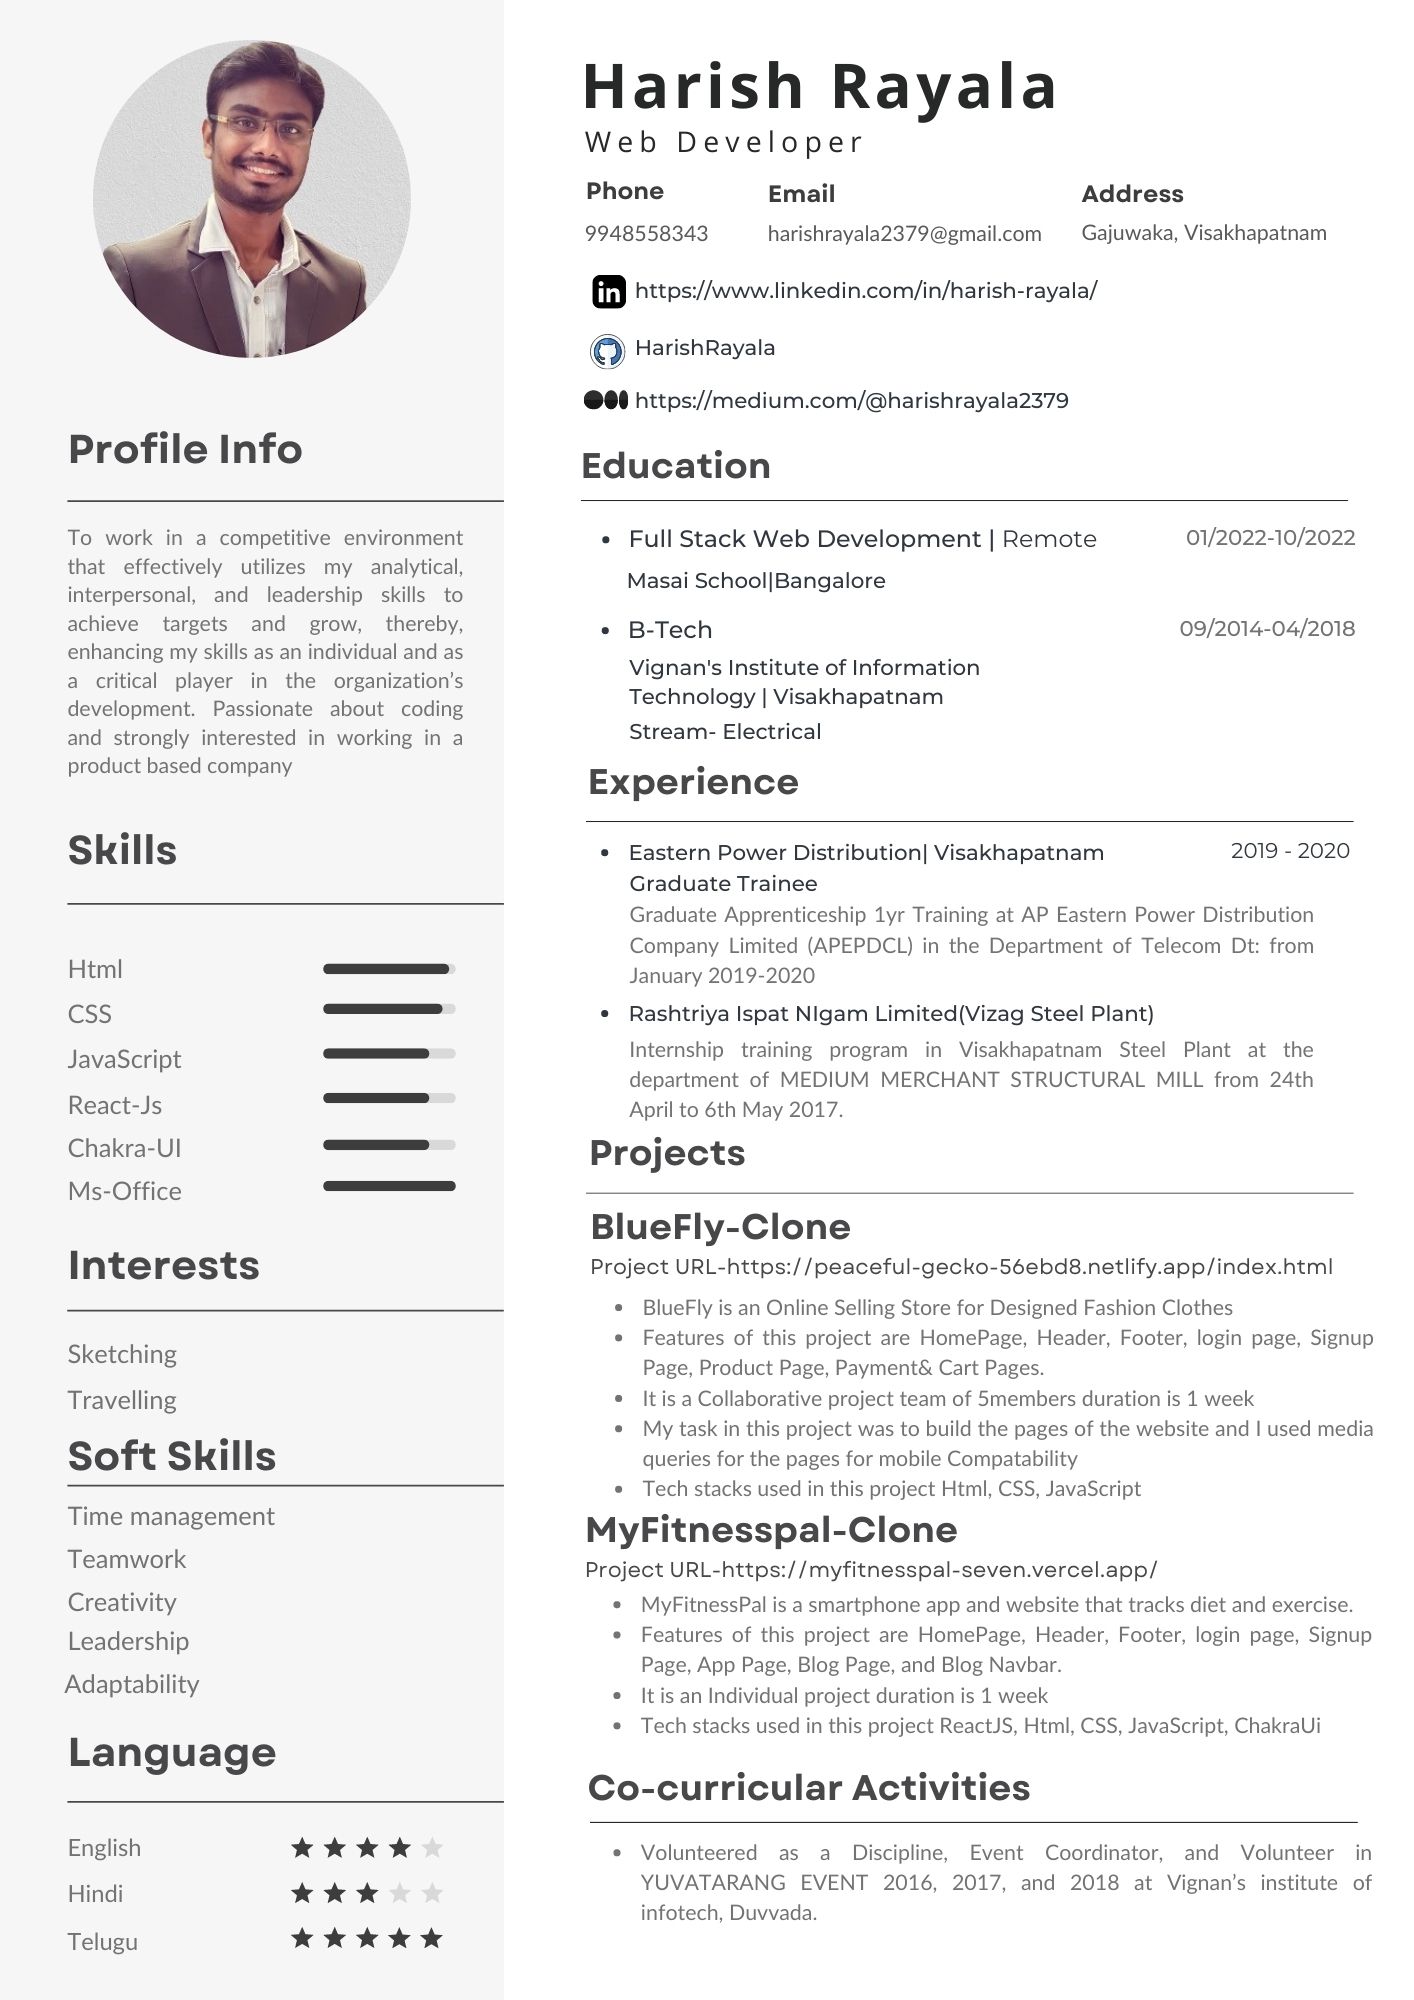 Harish Rayala
Web Developer
Phone
9948558343
Email
harishrayala2379@gmail.com
Address
Gajuwaka, Visakhapatnam
in https://www.linkedin.com/in/harish-rayala/
HarishRayala
https://medium.com/@harishrayala2379
Profile Info
To work in a competitive environment
that effectively utilizes my analytical,
interpersonal, and leadership skills to
achieve targets and grow, thereby,
enhancing my skills as an individual and as
a critical player in the organization’s
development. Passionate about coding
and strongly interested in working in a
product based company
Skills
Html
CSS
JavaScript
React-Js
Chakra-UI
Ms-Office
Interests
Sketching
Travelling
Soft Skills
Time management
Teamwork
Creativity
Leadership
Adaptability
Language
English
Hindi
Telugu
Education
• Full Stack Web Development | Remote 01/2022-10/2022
Masai School|Bangalore
• B-Tech 09/2014-04/2018
Vignan's Institute of Information
Technology | Visakhapatnam
Stream- Electrical
Experience
• Eastern Power Distribution| Visakhapatnam 2019 - 2020
Graduate Trainee
Graduate Apprenticeship 1yr Training at AP Eastern Power Distribution
Company Limited (APEPDCL) in the Department of Telecom Dt: from
January 2019-2020
• Rashtriya Ispat NIgam Limited(Vizag Steel Plant)
Internship training program in Visakhapatnam Steel Plant at the
department of MEDIUM MERCHANT STRUCTURAL MILL from 24th
April to 6th May 2017.
Projects
BlueFly-Clone
Project URL-https://peaceful-gecko-56ebd8.netlify.app/index.html
• BlueFly is an Online Selling Store for Designed Fashion Clothes
• Features of this project are HomePage, Header, Footer, login page, Signup
Page, Product Page, Payment& Cart Pages.
• It is a Collaborative project team of 5members duration is 1 week
• My task in this project was to build the pages of the website and I used media
queries for the pages for mobile Compatability
• Tech stacks used in this project Html, CSS, JavaScript
MyFitnesspal-Clone
Project URL-https://myfitnesspal-seven.vercel.app/
• MyFitnessPal is a smartphone app and website that tracks diet and exercise.
• Features of this project are HomePage, Header, Footer, login page, Signup
Page, App Page, Blog Page, and Blog Navbar.
• It is an Individual project duration is 1 week
• Tech stacks used in this project ReactJS, Html, CSS, JavaScript, ChakraUi
Co-curricular Activities
• Volunteered as a Discipline, Event Coordinator, and Volunteer in
YUVATARANG EVENT 2016, 2017, and 2018 at Vignan’s institute of
infotech, Duvvada.